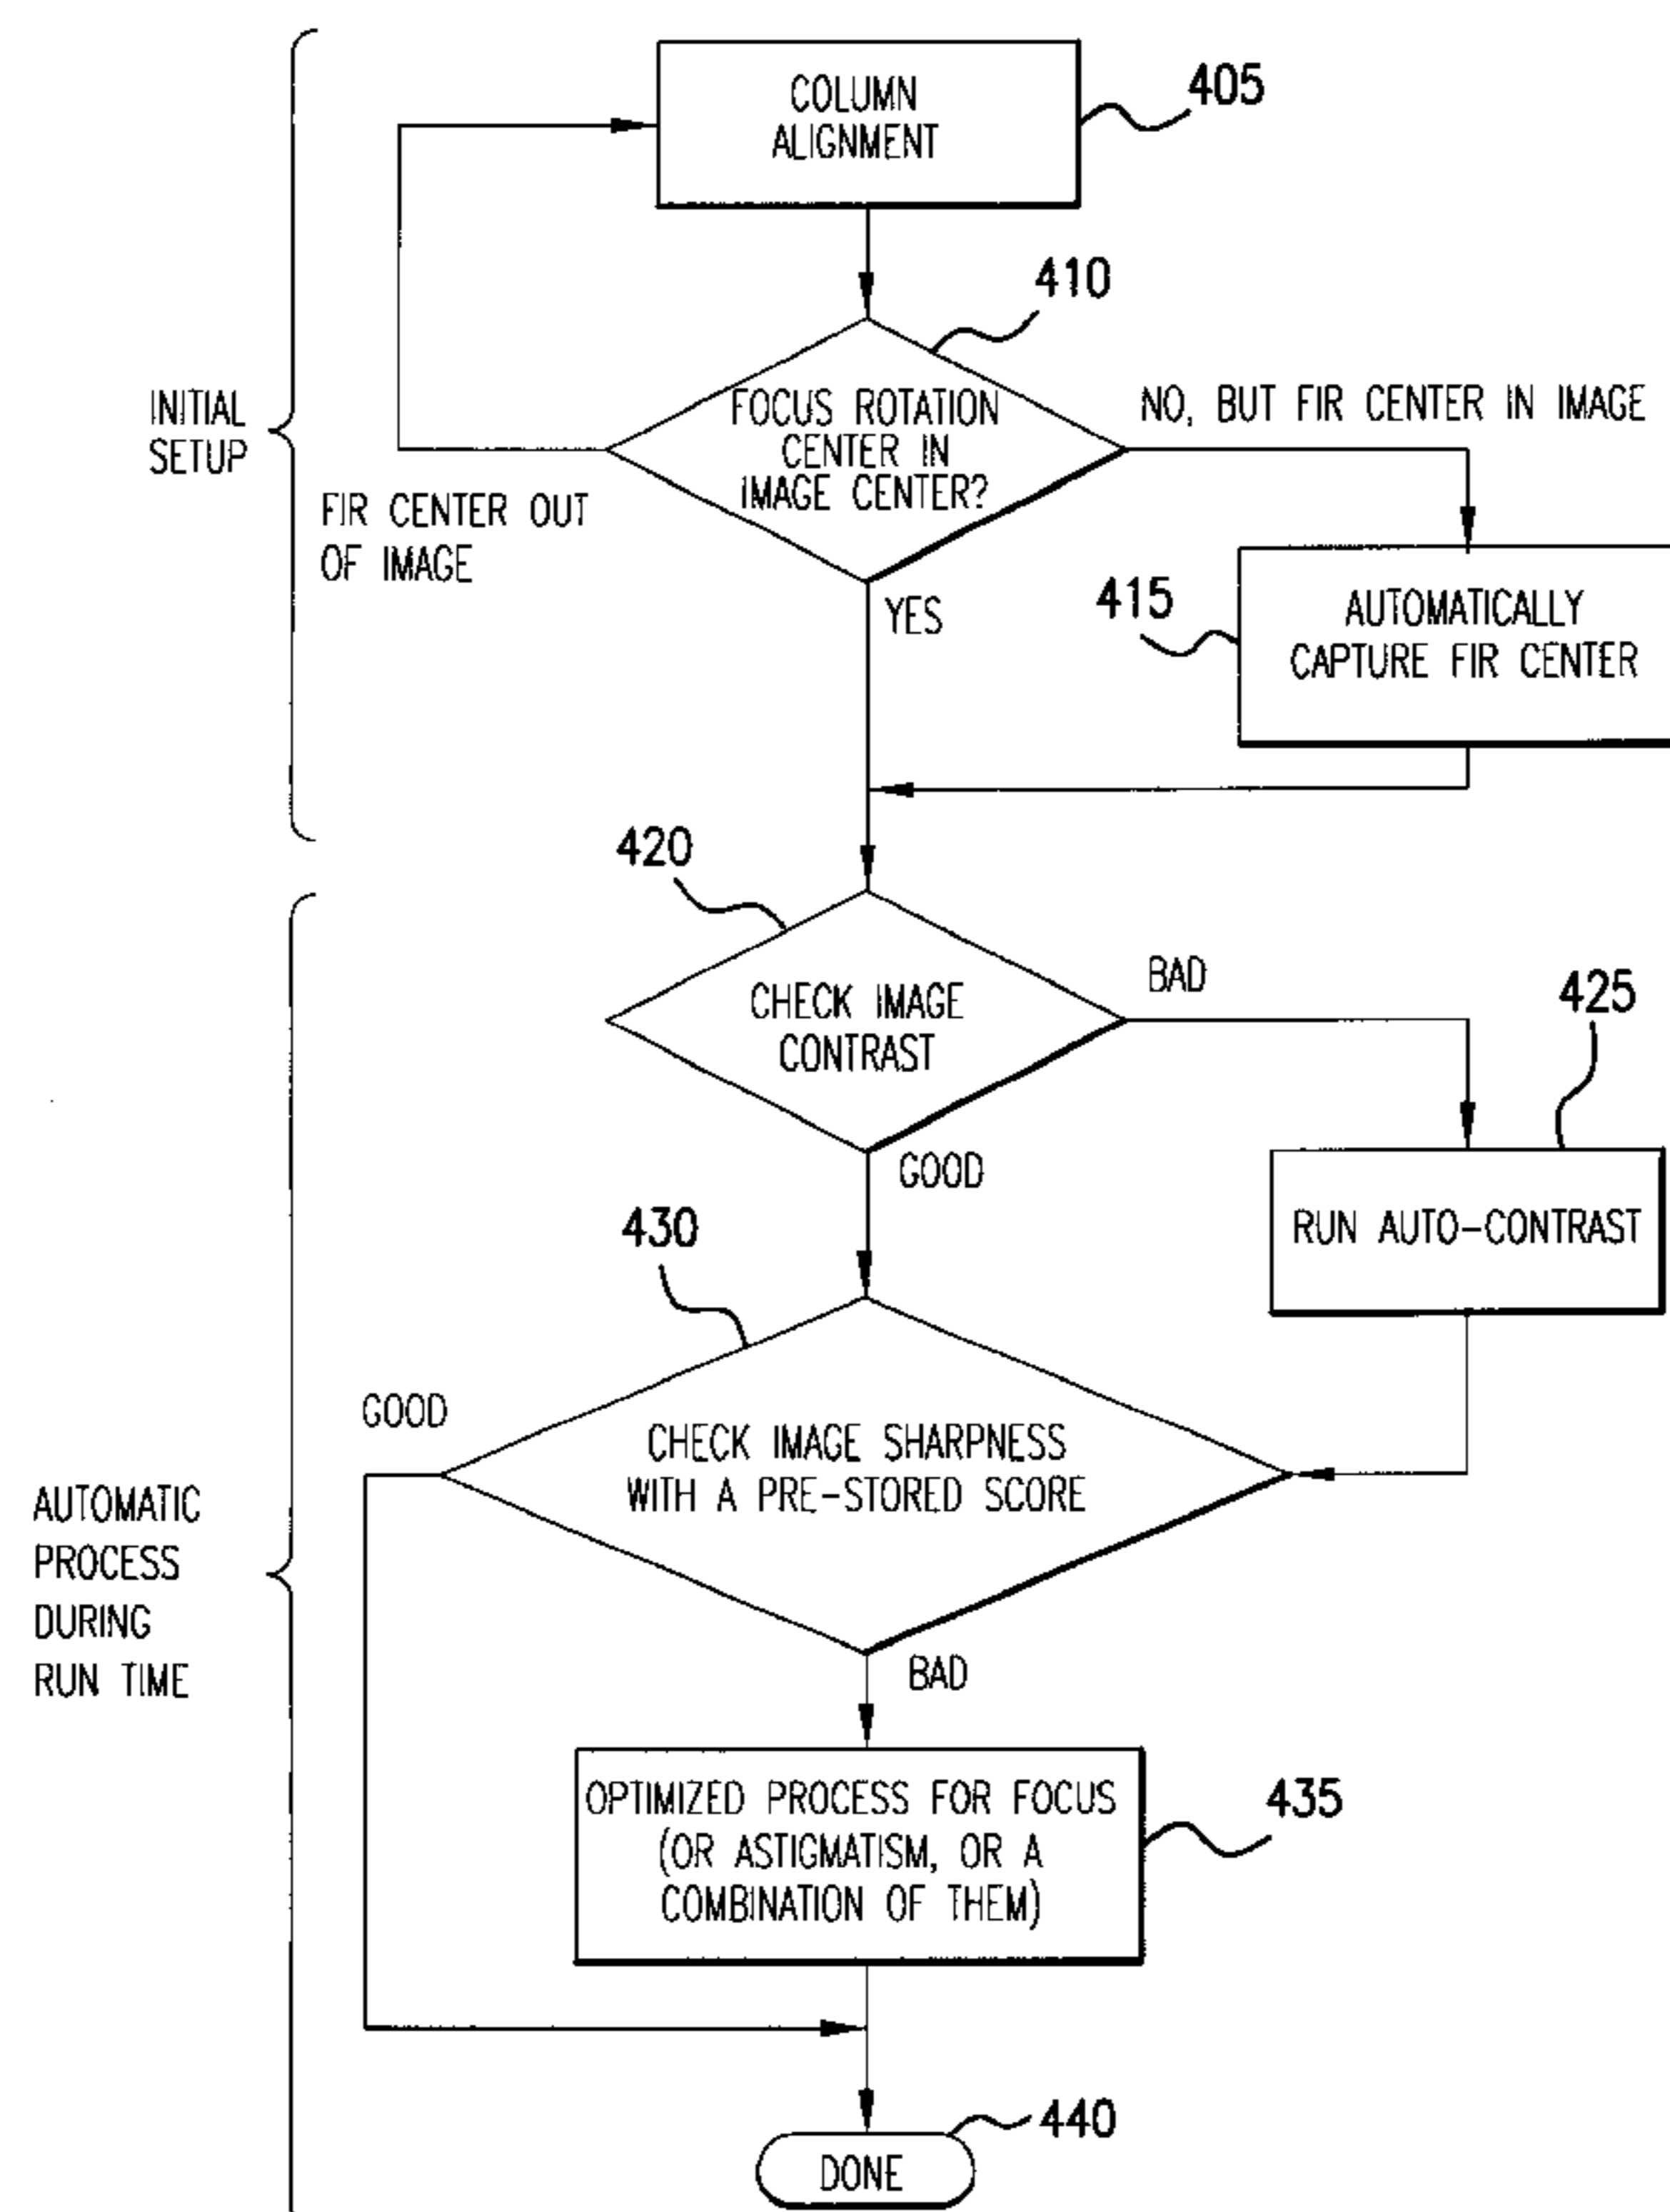 COLUMN
ALIGNMENT
405
410
INITIAL
SETUP
FOCUS ROTATION
CENTER IN
IMAGE CENTER?
NO, BUT FIR CENTER IN IMAGE
FIR CENTER OUT
OF IMAGE
YES
415
AUTOMATICALLY
CAPTURE FIR CENTER
420
CHECK IMAGE
CONTRAST
BAD
425
GOOD
RUN AUTO-CONTRAST
430
GOOD
CHECK IMAGE SHARPNESS
WITH A PRE-STORED SCORE
AUTOMATIC
PROCESS
DURING
RUN TIME
BAD
OPTIMIZED PROCESS FOR FOCUS
(OR ASTIGMATISM, OR A
COMBINATION OF THEM)
435
440
DONE